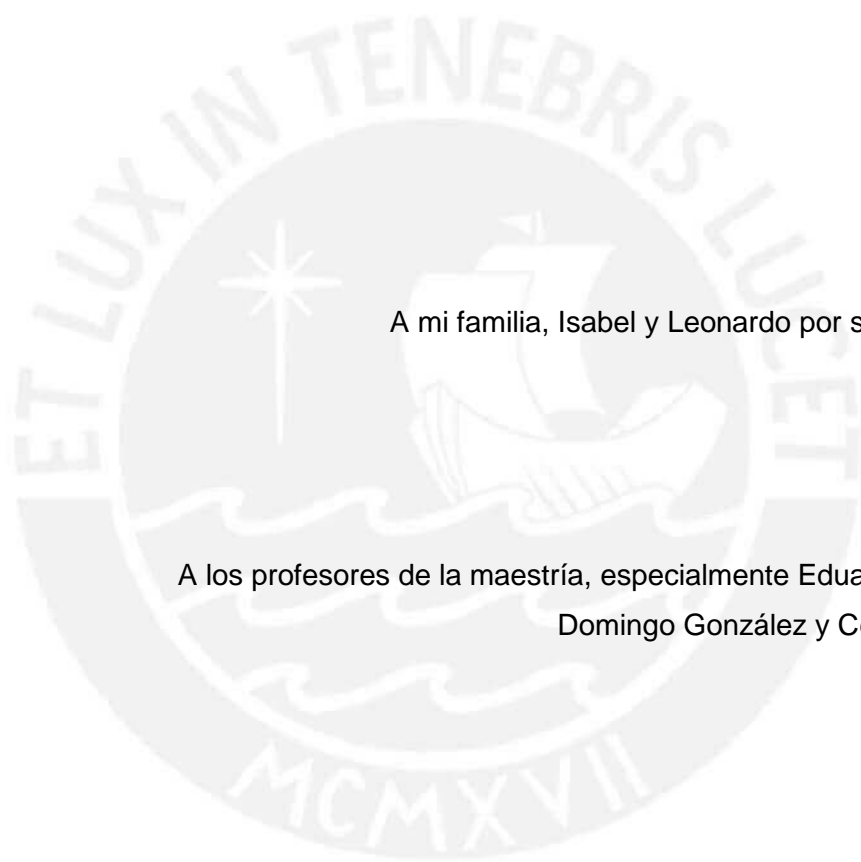 ET LUX IN TENEBRIS LUCET
A mi familia, Isabel y Leonardo por
A los profesores de la maestría, especialmente
Domingo González y
MCMXVII